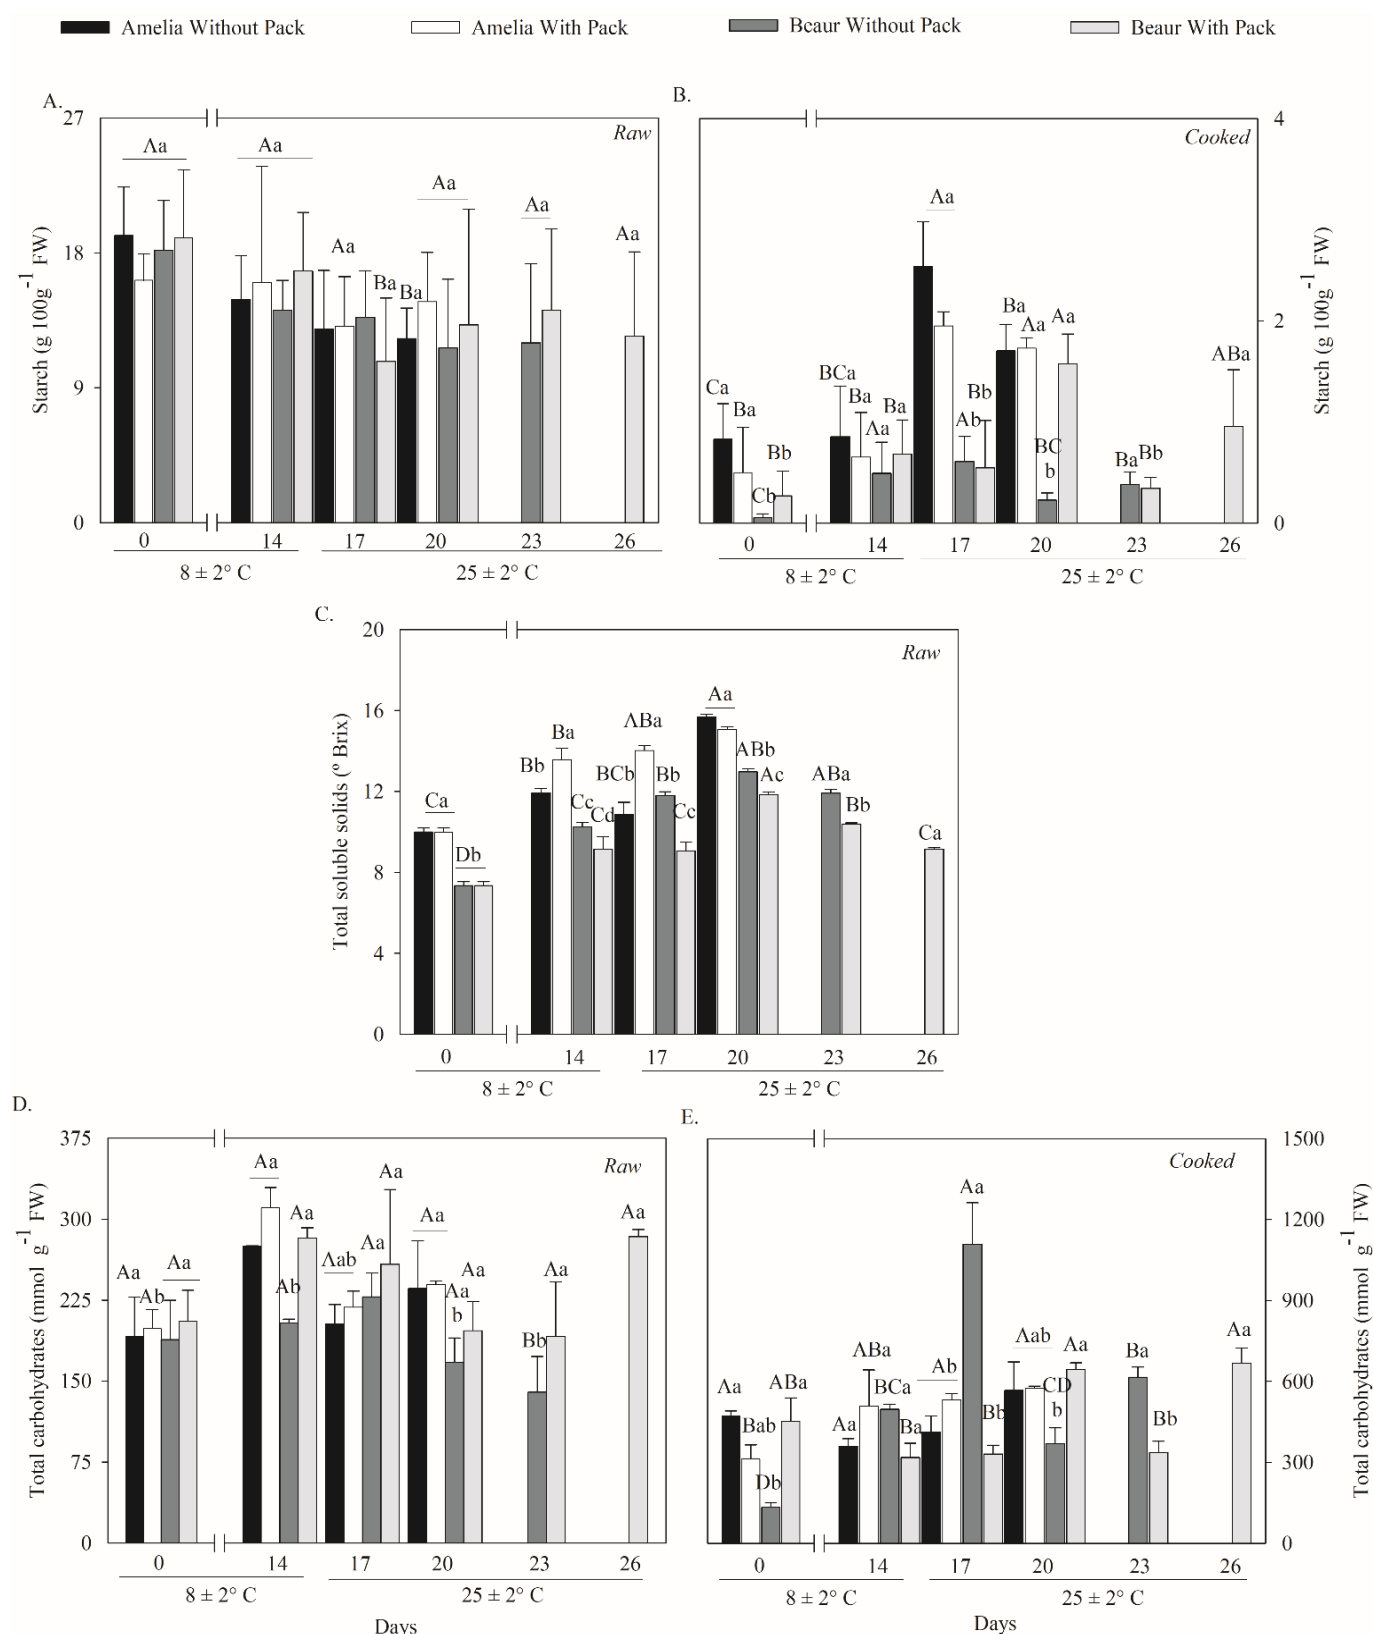 Amelia Without Pack Amelia With Pack Beaur Without Pack Beaur With Pack
A.
27
Raw
Aa Aa
Aa Aa
Aa Aa
18
Ba Ba
9
0
Starch (g 100g-1 FW)
0 14 17 20 23 26
8 ± 2° C 25 ± 2° C
B.
4
Cooked
Aa
2
Ba Aa Aa
ABa
Ca BCa
Ba Ba Aa Ba Bb
Ab
BC
b
Bb Cb
Ba Bb
0
Starch (g 100g-1 FW)
0 14 17 20 23 26
8 ± 2° C 25 ± 2° C
C.
20
Raw
16
Aa
Ba ABa
Bb BCb Bb ABb
Ac ABa
12
Ca Cc Cd Cc Bb
Ca
Db
8
4
0
Total soluble solids (º Brix)
0 14 17 20 23 26
8 ± 2° C 25 ± 2° C
D.
375
Raw
Aa Aa
300
Aa Aa Aa
Aa Aa Aab Aa
Ab Ab
Aa
b
Aa Aa
225
Bb
150
75
0
Total carbohydrates (mmol g-1 FW)
0 14 17 20 23 26
8 ± 2° C 25 ± 2° C
Days
E.
1500
Cooked
1200
Aa
900
ABa Aab Aa Ba Aa
Aa ABa BCa Ab
600
Bab Aa Ba Bb CD
b
Bb
Db
300
0
Total carbohydrates (mmol g-1 FW)
0 14 17 20 23 26
8 ± 2° C 25 ± 2° C
Days